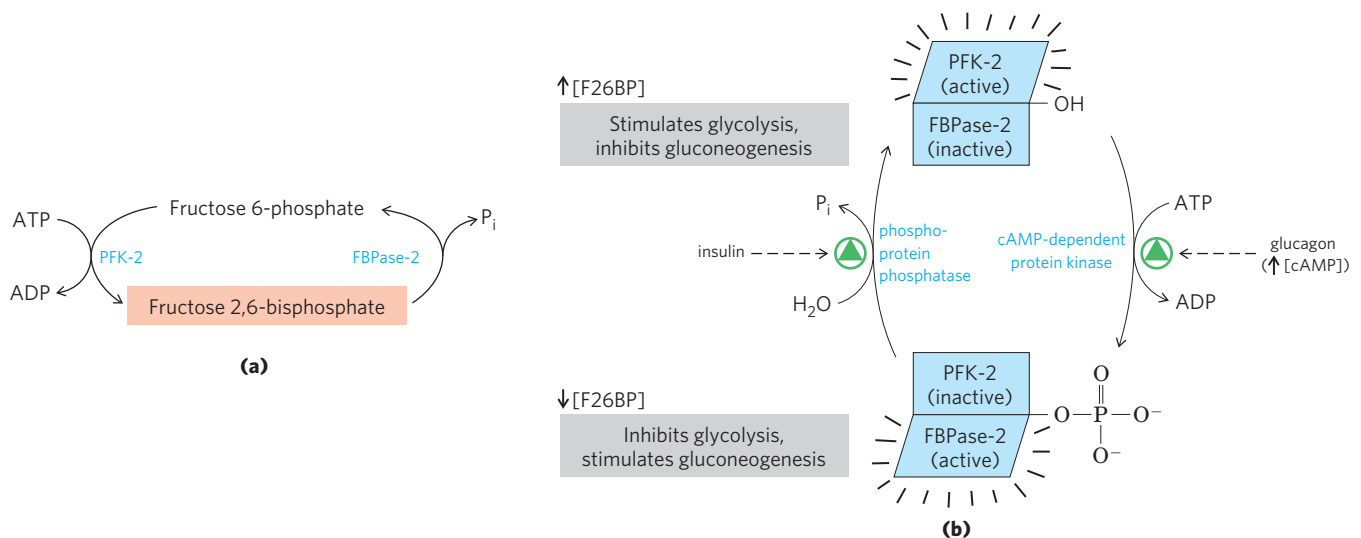 ATP
Fructose 6-phosphate
Pi
PFK-2
FBPase-2
ADP
Fructose 2,6-bisphosphate
(a)
↑[F26BP]
Stimulates glycolysis,
inhibits gluconeogenesis
PFK-2
(active)
OH
FBPase-2
(inactive)
Pi
insulin
phospho-
protein
phosphatase
H2O
cAMP-dependent
protein kinase
ATP
glucagon
(↑ [cAMP])
ADP
↓[F26BP]
Inhibits glycolysis,
stimulates gluconeogenesis
PFK-2
(inactive)
FBPase-2
(active)
O
O P O−
O−
(b)